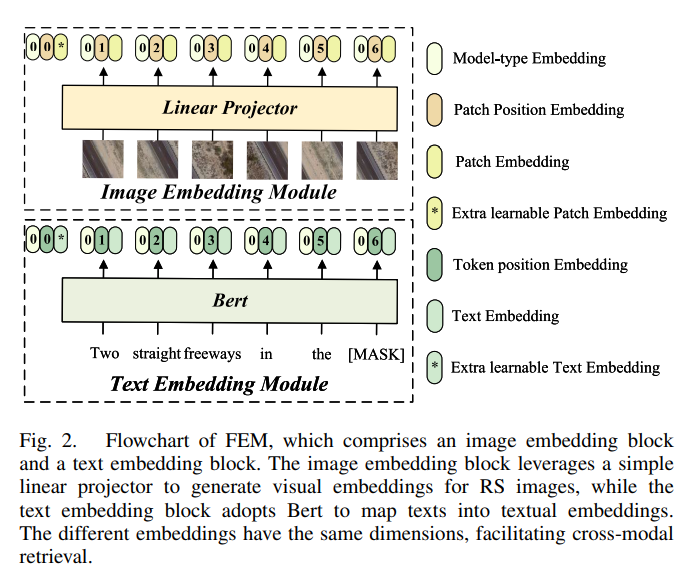 0 0 * 0 1 0 2 0 3 0 4 0 5 0 6
Linear Projector
Image Embedding Module
0 0 * 0 1 0 2 0 3 0 4 0 5 0 6
Bert
Two straight freeways in the [MASK]
Text Embedding Module
Model-type Embedding
Patch Position Embedding
Patch Embedding
* Extra learnable Patch Embedding
Token position Embedding
Text Embedding
* Extra learnable Text Embedding
Fig. 2. Flowchart of FEM, which comprises an image embedding block
and a text embedding block. The image embedding block leverages a simple
linear projector to generate visual embeddings for RS images, while the
text embedding block adopts Bert to map texts into textual embeddings.
The different embeddings have the same dimensions, facilitating cross-modal
retrieval.